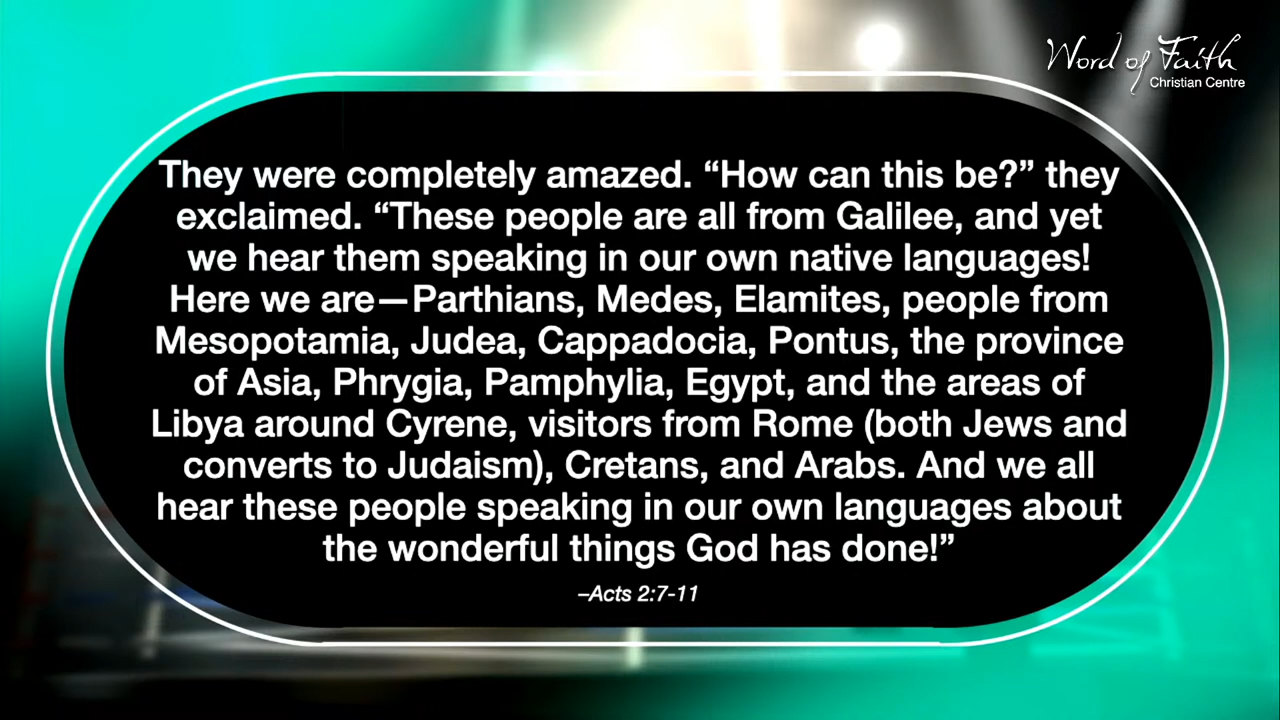 Word of Faith
Christian Centre
They were completely amazed. “How can this be?” they
exclaimed. “These people are all from Galilee, and yet
we hear them speaking in our own native languages!
Here we are—Parthians, Medes, Elamites, people from
Mesopotamia, Judea, Cappadocia, Pontus, the province
of Asia, Phrygia, Pamphylia, Egypt, and the areas of
Libya around Cyrene, visitors from Rome (both Jews and
converts to Judaism), Cretans, and Arabs. And we all
hear these people speaking in our own languages about
the wonderful things God has done!”
–Acts 2:7-11